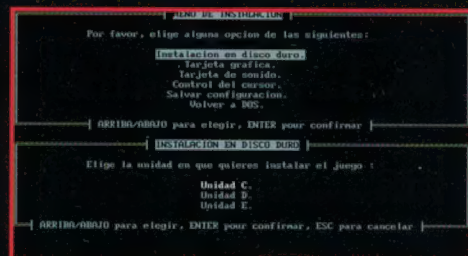 MENU DE INSTALACION
Por favor, elige alguna opcion de las siguientes:
Instalacion en disco duro.
Tarjeta grafica.
Tarjeta de sonido.
Control del cursor.
Salvar configuracion.
Volver a DOS.
ARRIBA/ABAJO para elegir, ENTER pour confirmar
INSTALACION EN DISCO DURO
Elige la unidad en que quieres instalar el juego :
Unidad C.
Unidad D.
Unidad E.
ARRIBA/ABAJO para elegir, ENTER pour confirmar, ESC para cancelar